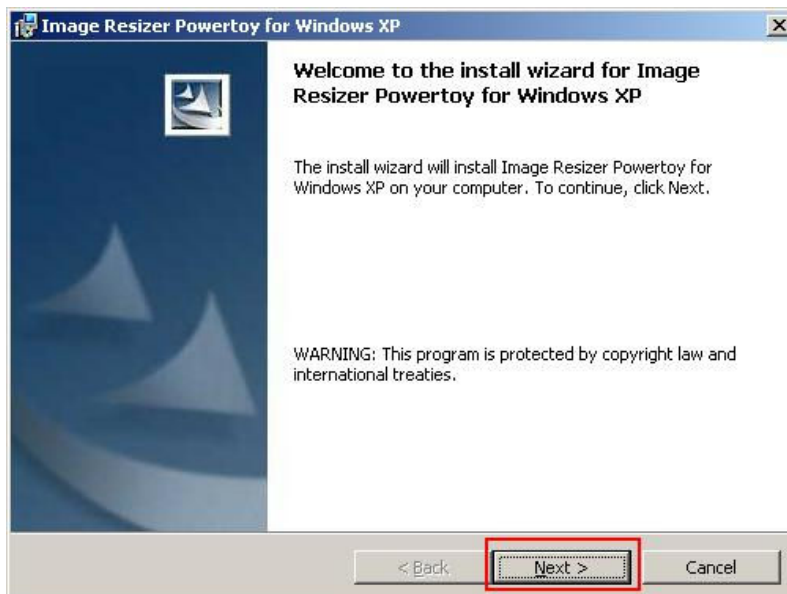 Image Resizer Powertoy for Windows XP
Welcome to the install wizard for Image
Resizer Powertoy for Windows XP
The install wizard will install Image Resizer Powertoy for
Windows XP on your computer. To continue, click Next.
WARNING: This program is protected by copyright law and
international treaties.
< Back Next > Cancel